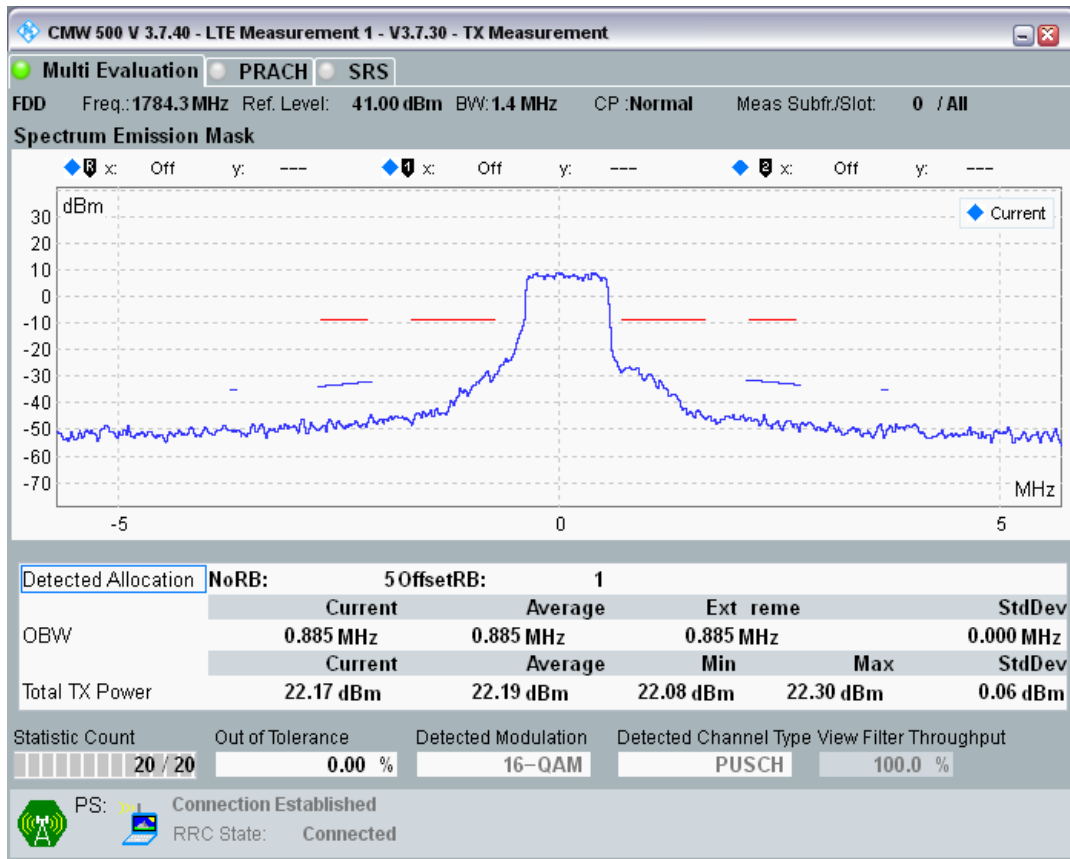 CMW 500 V 3.7.40 - LTE Measurement 1 - V3.7.30 - TX Measurement
Multi Evaluation PRACH SRS
FDD Freq.: 1784.3 MHz Ref. Level: 41.00 dBm BW: 1.4 MHz CP :Normal Meas Subfr./Slot: 0 / All
Spectrum Emission Mask
R x: Off y: --- 1 x: Off y: --- 2 x: Off y: ---
dBm
Current
30
20
10
0
-10
-20
-30
-40
-50
-60
-70
MHz
-5 0 5
Detected Allocation NoRB: 5 OffsetRB: 1
Current Average Ext reme StdDev
OBW 0.885 MHz 0.885 MHz 0.885 MHz 0.000 MHz
Current Average Min Max StdDev
Total TX Power 22.17 dBm 22.19 dBm 22.08 dBm 22.30 dBm 0.06 dBm
Statistic Count Out of Tolerance Detected Modulation Detected Channel Type View Filter Throughput
20 / 20 0.00 % 16-QAM PUSCH 100.0 %
PS: Connection Established
RRC State: Connected